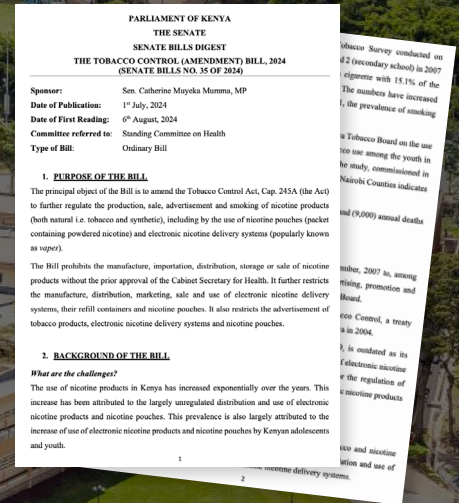 PARLIAMENT OF KENYA
THE SENATE
SENATE BILLS DIGEST
THE TOBACCO CONTROL (AMENDMENT) BILL, 2024
(SENATE BILLS NO. 35 OF 2024)
Sponsor: Sen. Catherine Muyeka Mumma, MP
Date of Publication: 1st July, 2024
Date of First Reading: 6th August, 2024
Committee referred to: Standing Committee on Health
Type of Bill: Ordinary Bill
1. PURPOSE OF THE BILL
The principal object of the Bill is to amend the Tobacco Control Act, Cap. 245A (the Act)
to further regulate the production, sale, advertisement and smoking of nicotine products
(both natural i.e. tobacco and synthetic), including by the use of nicotine pouches (packet
containing powdered nicotine) and electronic nicotine delivery systems (popularly known
as vapes).
The Bill prohibits the manufacture, importation, distribution, storage or sale of nicotine
products without the prior approval of the Cabinet Secretary for Health. It further restricts
the manufacture, distribution, marketing, sale and use of electronic nicotine delivery
systems, their refill containers and nicotine pouches. It also restricts the advertisement of
tobacco products, electronic nicotine delivery systems and nicotine pouches.
2. BACKGROUND OF THE BILL
What are the challenges?
The use of nicotine products in Kenya has increased exponentially over the years. This
increase has been attributed to the largely unregulated distribution and use of electronic
nicotine products and nicotine pouches. This prevalence is also largely attributed to the
increase of use of electronic nicotine products and nicotine pouches by Kenyan adolescents
and youth.
1
Tobacco Survey conducted on
2 (secondary school) in 2007
cigarette with 15.1% of the
The numbers have increased
the prevalence of smoking
Tobacco Board on the use
use among the youth in
study, commissioned in
Nairobi Counties indicates
(9,000) annual deaths
2007 to, among
promotion and
Board.
Control, a treaty
in 2004.
is outdated as its
electronic nicotine
the regulation of
nicotine products
and nicotine
and use of
nicotine delivery systems.
2